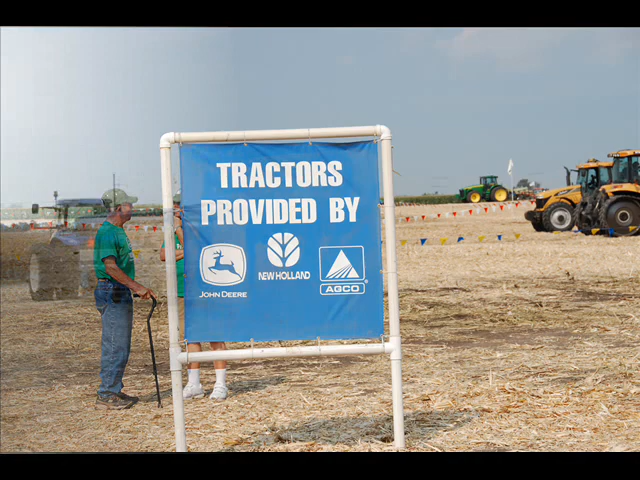 TRACTORS
PROVIDED BY
JOHN DEERE
NEW HOLLAND
AGCO